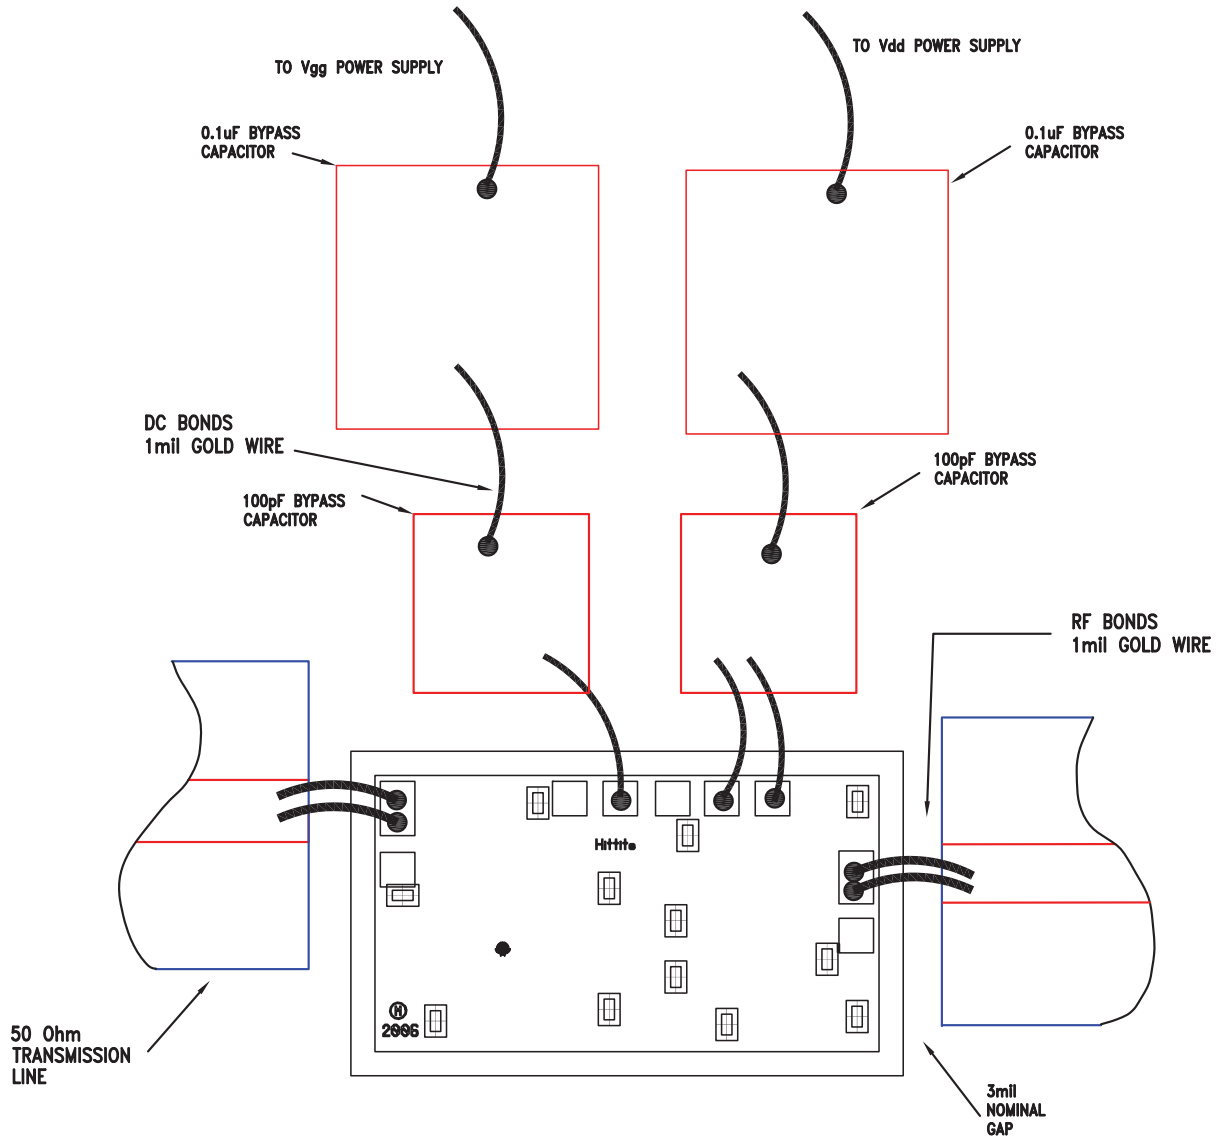 TO Vgg POWER SUPPLY
TO Vdd POWER SUPPLY
0.1uF BYPASS
CAPACITOR
0.1uF BYPASS
CAPACITOR
DC BONDS
1mil GOLD WIRE
100pF BYPASS
CAPACITOR
100pF BYPASS
CAPACITOR
RF BONDS
1mil GOLD WIRE
Hittite
H
2006
50 Ohm
TRANSMISSION
LINE
3mil
NOMINAL
GAP